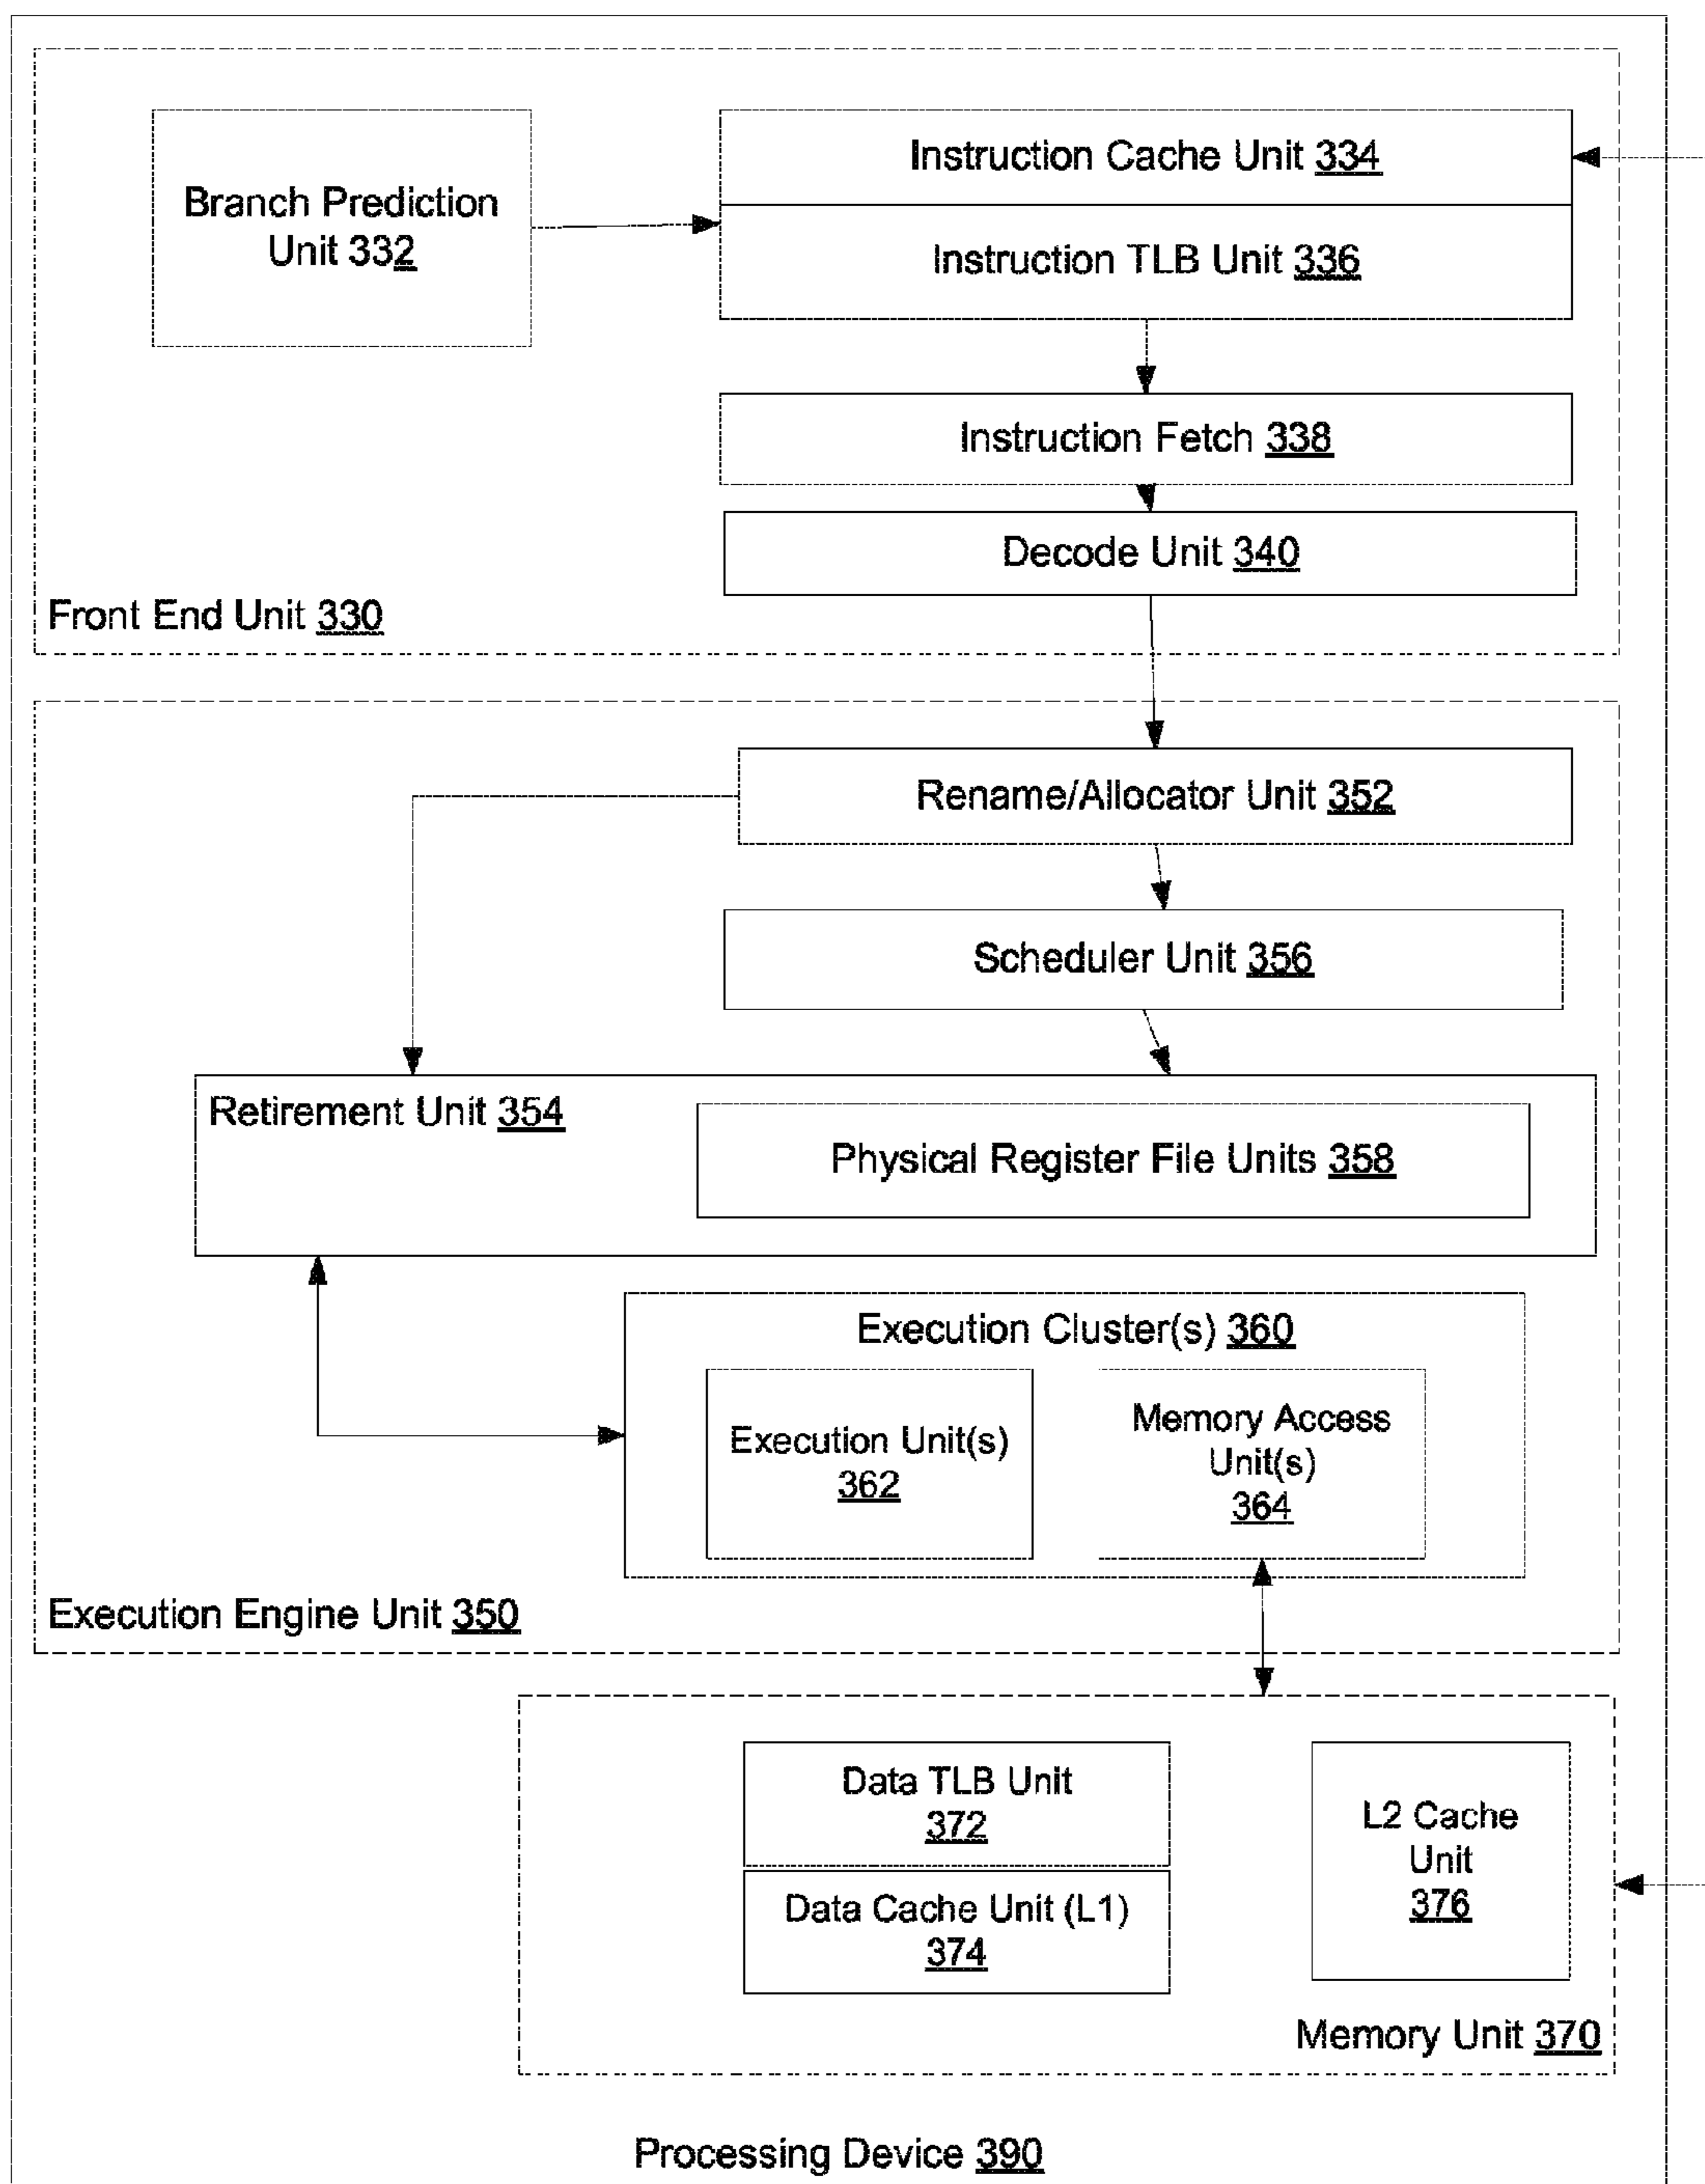 Branch Prediction
Unit 332
Instruction Cache Unit 334
Instruction TLB Unit 336
Instruction Fetch 338
Decode Unit 340
Front End Unit 330
Rename/Allocator Unit 352
Scheduler Unit 356
Retirement Unit 354
Physical Register File Units 358
Execution Cluster(s) 360
Execution Unit(s)
362
Memory Access
Unit(s)
364
Execution Engine Unit 350
Data TLB Unit
372
Data Cache Unit (L1)
374
L2 Cache
Unit
376
Memory Unit 370
Processing Device 390